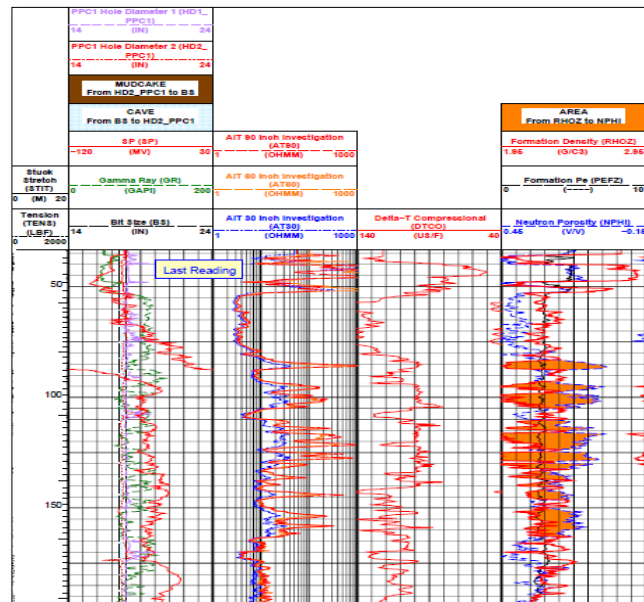 PPC1 Hole Diameter 1 (HD1_
PPC1)
14 (IN) 24
PPC1 Hole Diameter 2 (HD2_
PPC1)
14 (IN) 24
MUDCAKE
From HD2_PPC1 to BS
CAVE
From BS to HD2_PPC1
SP (SP)
-120 (MV) 30
Stuck
Stretch
(STIT)
0 (M) 20
Gamma Ray (GR)
0 (GAPI) 200
Tension
(TENS)
(LBF)
0 2000
Bit Size (BS)
14 (IN) 24
AIT 90 Inch Investigation
(AT90)
1 (OHMM) 1000
AIT 60 Inch Investigation
(AT60)
1 (OHMM) 1000
AIT 30 Inch Investigation
(AT30)
1 (OHMM) 1000
Delta-T Compressional
(DTCO)
140 (US/F) 40
AREA
From RHOZ to NPHI
Formation Density (RHOZ)
1.95 (G/C3) 2.95
Formation Pe (PEFZ)
0 (----) 10
Neutron Porosity (NPHI)
0.45 (V/V) -0.15
Last Reading
50
100
150